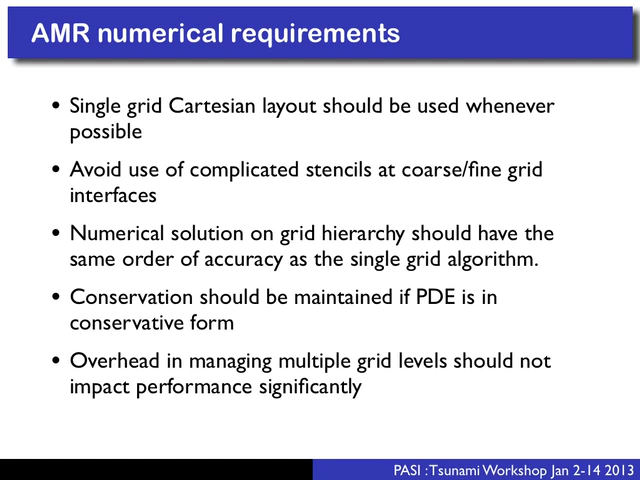 AMR numerical requirements
• Single grid Cartesian layout should be used whenever
possible
• Avoid use of complicated stencils at coarse/fine grid
interfaces
• Numerical solution on grid hierarchy should have the
same order of accuracy as the single grid algorithm.
• Conservation should be maintained if PDE is in
conservative form
• Overhead in managing multiple grid levels should not
impact performance significantly
PASI : Tsunami Workshop Jan 2-14 2013